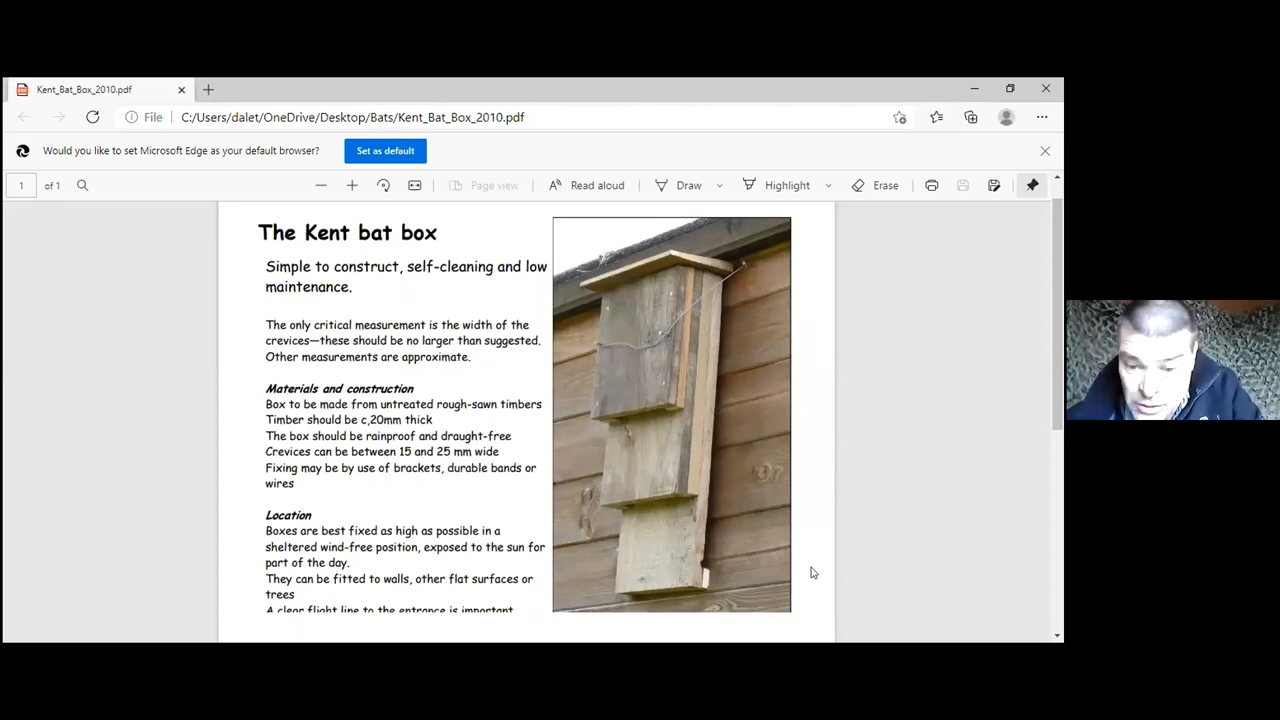 Kent_Bat_Box_2010.pdf
File
C:/Users/dalet/OneDrive/Desktop/Bats/Kent_Bat_Box_2010.pdf
Would you like to set Microsoft Edge as your default browser?
Set as default
1 of 1
Page view
Read aloud
Draw
Highlight
Erase
The Kent bat box
Simple to construct, self-cleaning and low
maintenance.
The only critical measurement is the width of the
crevices—these should be no larger than suggested.
Other measurements are approximate.
Materials and construction
Box to be made from untreated rough-sawn timbers
Timber should be c,20mm thick
The box should be rainproof and draught-free
Crevices can be between 15 and 25 mm wide
Fixing may be by use of brackets, durable bands or
wires
Location
Boxes are best fixed as high as possible in a
sheltered wind-free position, exposed to the sun for
part of the day.
They can be fitted to walls, other flat surfaces or
trees
A clear flight line to the entrance is important